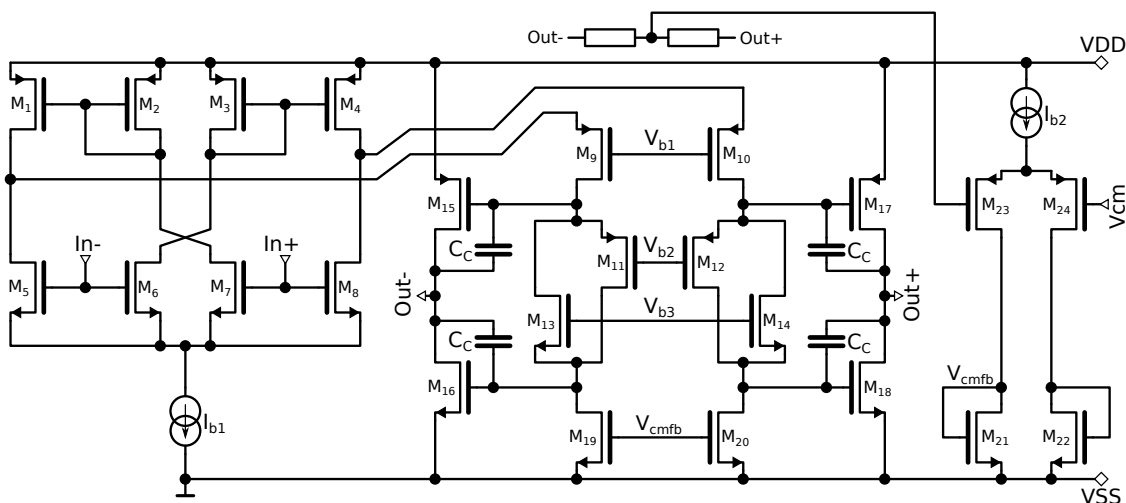 Out-
Out+
VDD
M1
M2
M3
M4
Ib2
M9
Vb1
M10
M15
M17
M23
M24
Vcm
In-
In+
CC
M11
Vb2
M12
CC
M5
M6
M7
M8
Out-
M13
Vb3
M14
Out+
CC
CC
M16
M18
Vcmfb
Ib1
M19
Vcmfb
M20
M21
M22
VSS